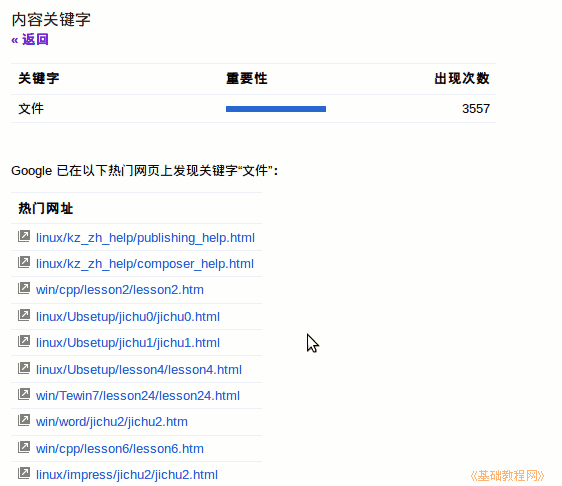 内容关键字
« 返回
关键字 重要性 出现次数
文件 3557
Google 已在以下热门网页上发现关键字“文件”：
热门网址
linux/kz_zh_help/publishing_help.html
linux/kz_zh_help/composer_help.html
win/cpp/lesson2/lesson2.htm
linux/Ubsetup/jichu0/jichu0.html
linux/Ubsetup/jichu1/jichu1.html
linux/Ubsetup/lesson4/lesson4.html
win/Tewin7/lesson24/lesson24.html
win/word/jichu2/jichu2.htm
win/cpp/lesson6/lesson6.htm
linux/impress/jichu2/jichu2.html
《基础教程网》